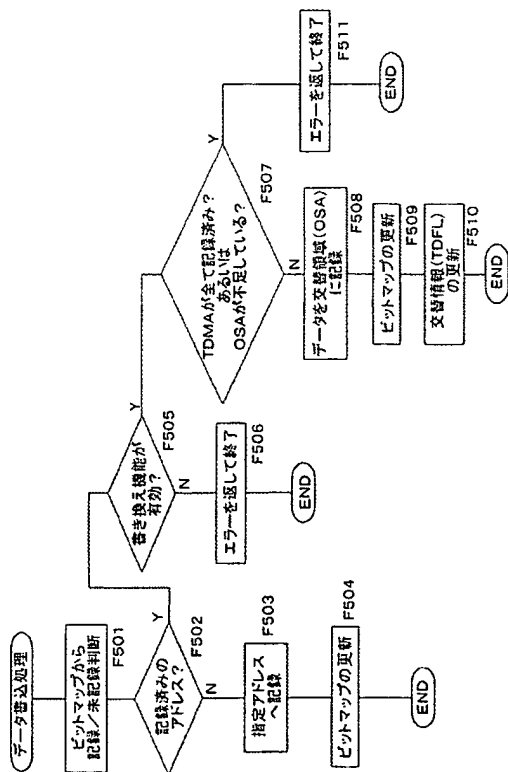 データ書込処理
ビットマップから
記録／未記録判断
F501
記録済みの
アドレス？
F502
Y
N
指定アドレス
へ記録
F503
ビットマップの更新
F504
END
書き換え機能が
有効？
F505
Y
N
エラーを返して終了
F506
END
TDMAが全て記録済み？
あるいは
OSAが不足している？
F507
Y
N
データを交替領域(OSA)
に記録
F508
ビットマップの更新
F509
交替情報(TDFL)
の更新
F510
END
エラーを返して終了
F511
END